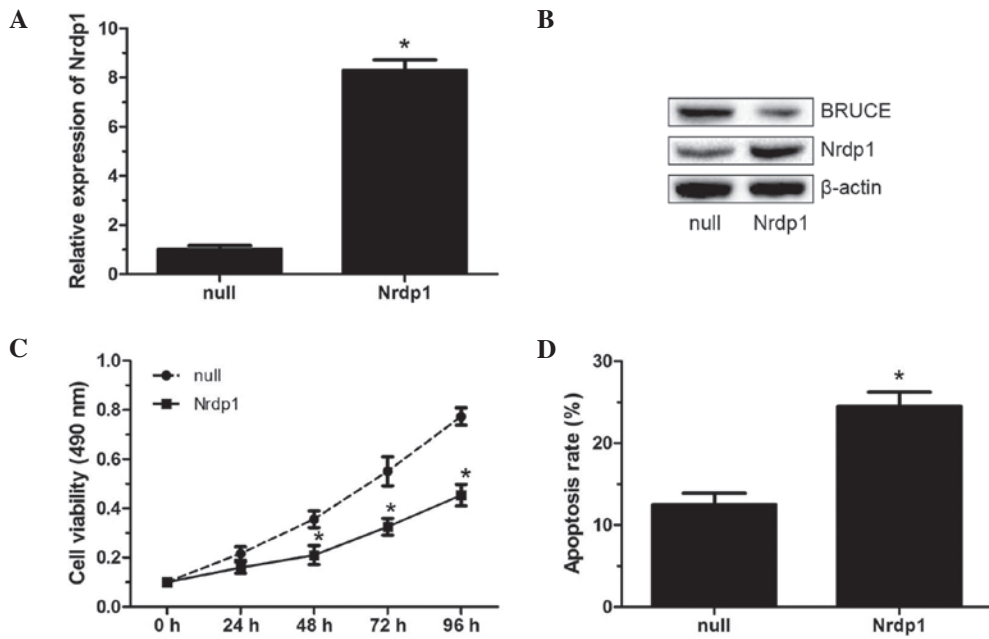 A
Relative expression of Nrdp1
10
8
6
4
2
0
*
null Nrdp1
B
BRUCE
Nrdp1
β-actin
null Nrdp1
C
Cell viability (490 nm)
1.0
0.8
0.6
0.4
0.2
0.0
null
Nrdp1
*
*
*
0 h 24 h 48 h 72 h 96 h
D
Apoptosis rate (%)
30
20
10
0
*
null Nrdp1